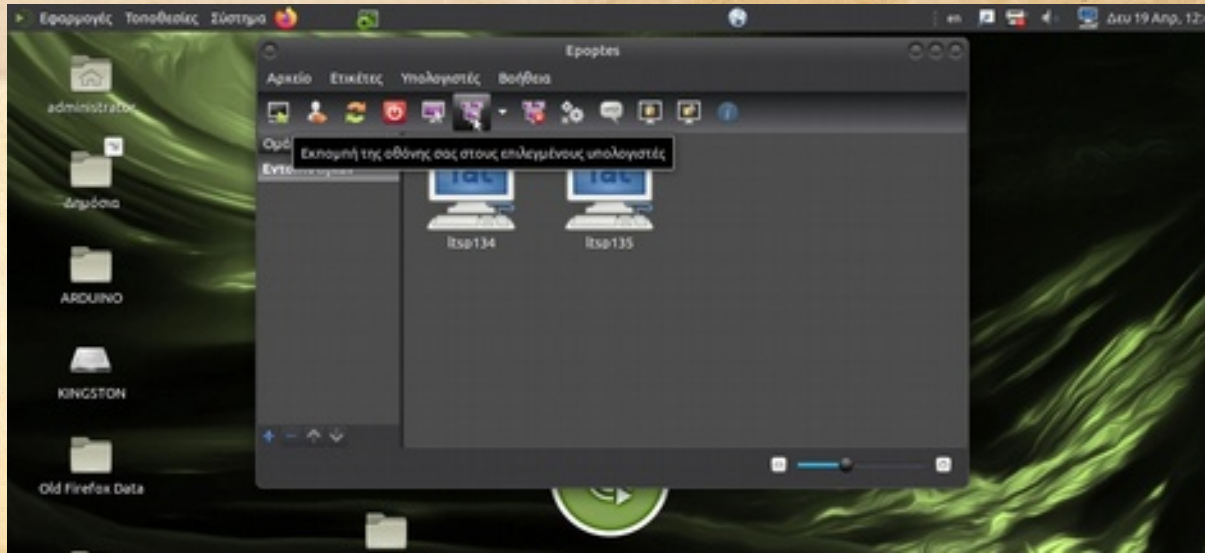 Εφαρμογές Τοποθεσίες Σύστημα
en
Δευ 19 Απρ, 12:
Epoptes
Αρχείο Ετικέτες Υπολογιστές Βοήθεια
Εκπομπή της οθόνης σας στους επιλεγμένους υπολογιστές
administrator
Δημόσια
ARDUINO
KINGSTON
Old Firefox Data
ltsp134
ltsp135